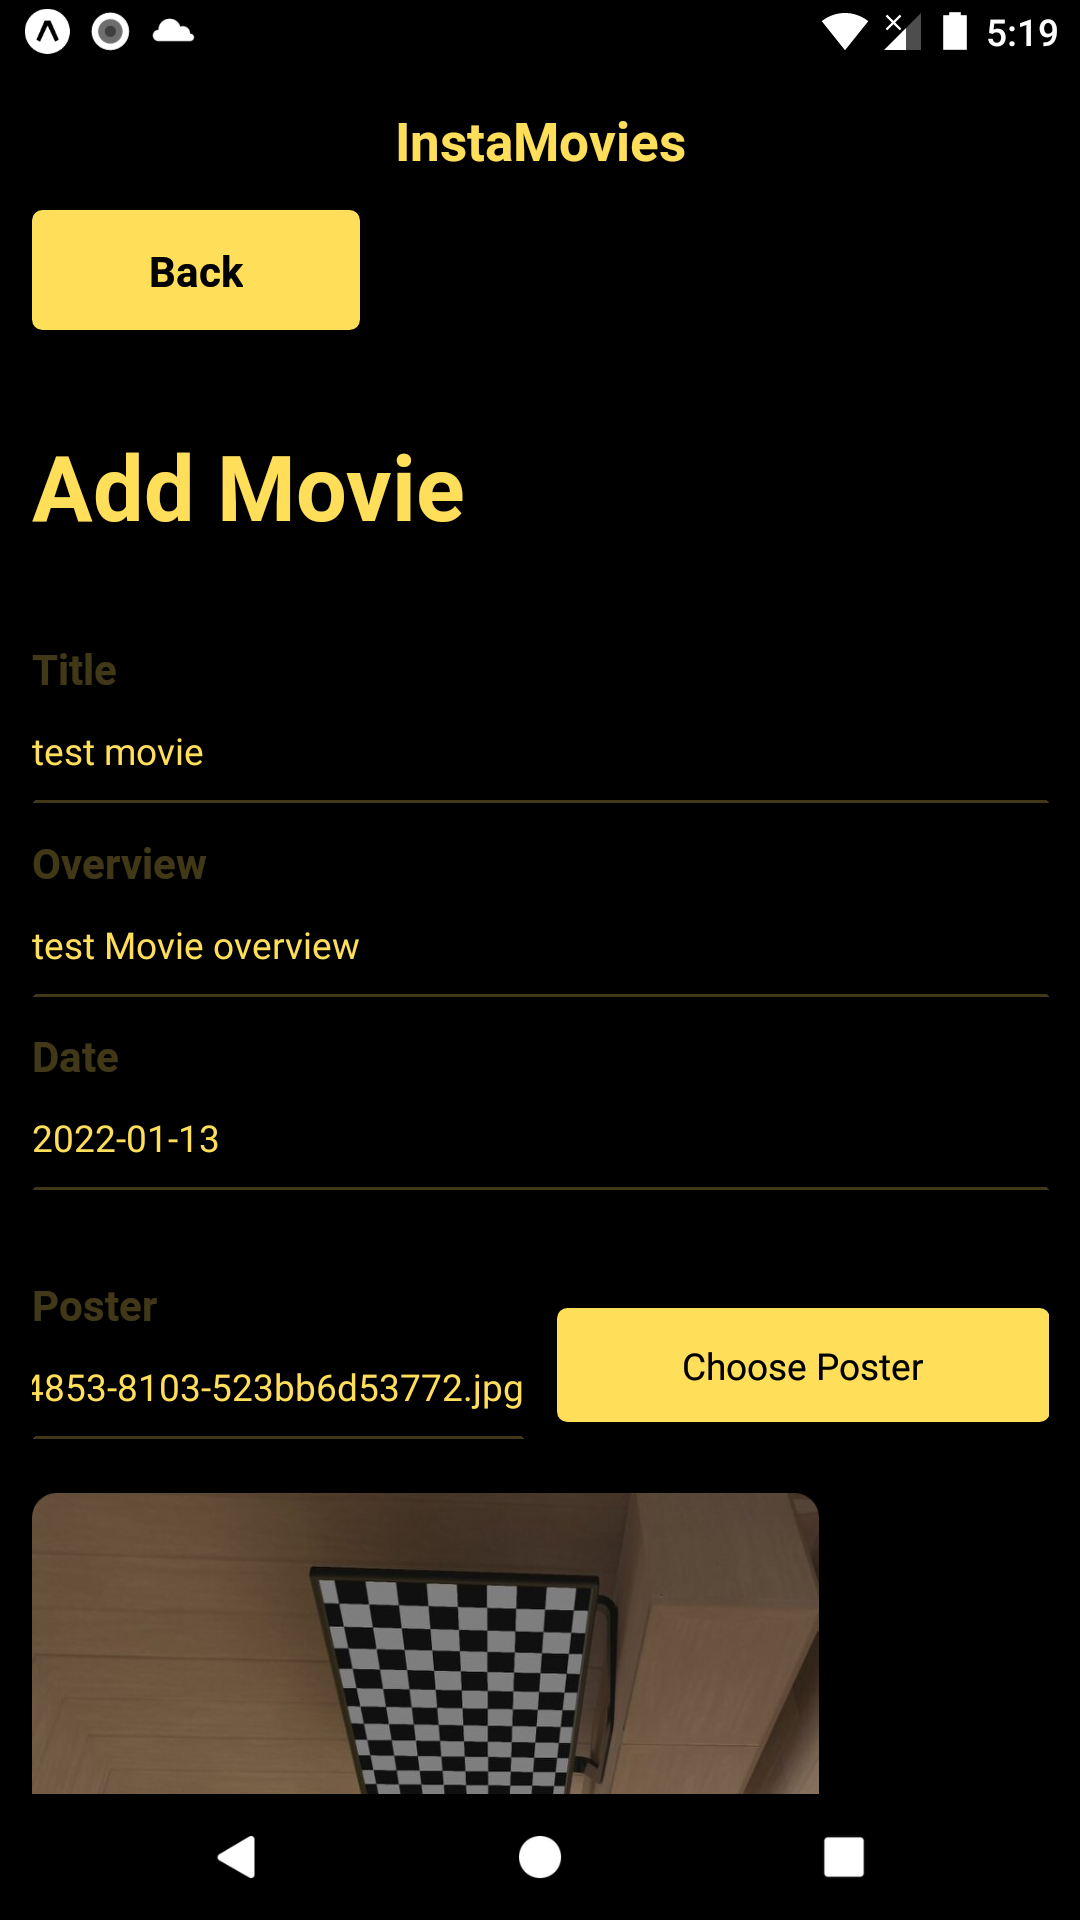 5:19
InstaMovies
Back
Add Movie
Title
test movie
Overview
test Movie overview
Date
2022-01-13
Poster
4853-8103-523bb6d53772.jpg
Choose Poster